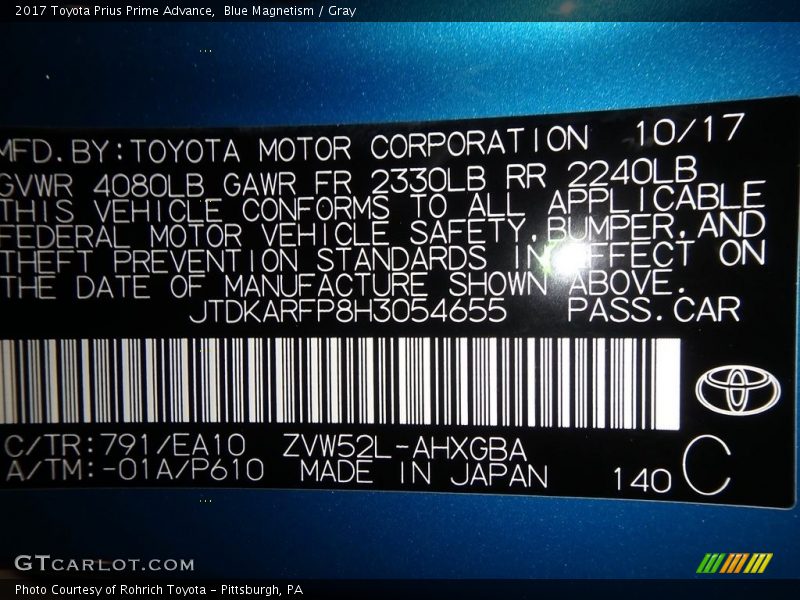 2017 Toyota Prius Prime Advance,  Blue Magnetism / Gray
MFD.BY:TOYOTA MOTOR CORPORATION 10/17
GVWR 4080LB GAWR FR 2330LB RR 2240LB
THIS VEHICLE CONFORMS TO ALL APPLICABLE
FEDERAL MOTOR VEHICLE SAFETY,BUMPER,AND
THEFT PREVENTION STANDARDS IN EFFECT ON
THE DATE OF MANUFACTURE SHOWN ABOVE.
JTDKARFP8H3054655 PASS.CAR
C/TR:791/EA10 ZVW52L-AHXGBA
A/TM:-01A/P610 MADE IN JAPAN 140 C
GTCARLOT.COM
Photo Courtesy of Rohrich Toyota - Pittsburgh, PA